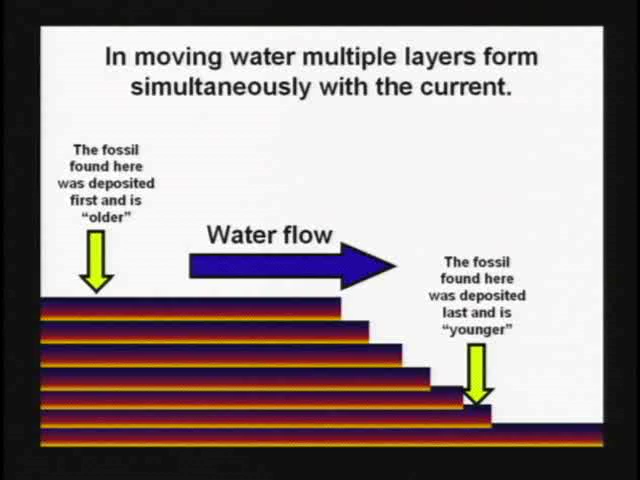 In moving water multiple layers form
simultaneously with the current.
The fossil
found here
was deposited
first and is
“older”
Water flow
The fossil
found here
was deposited
last and is
“younger”